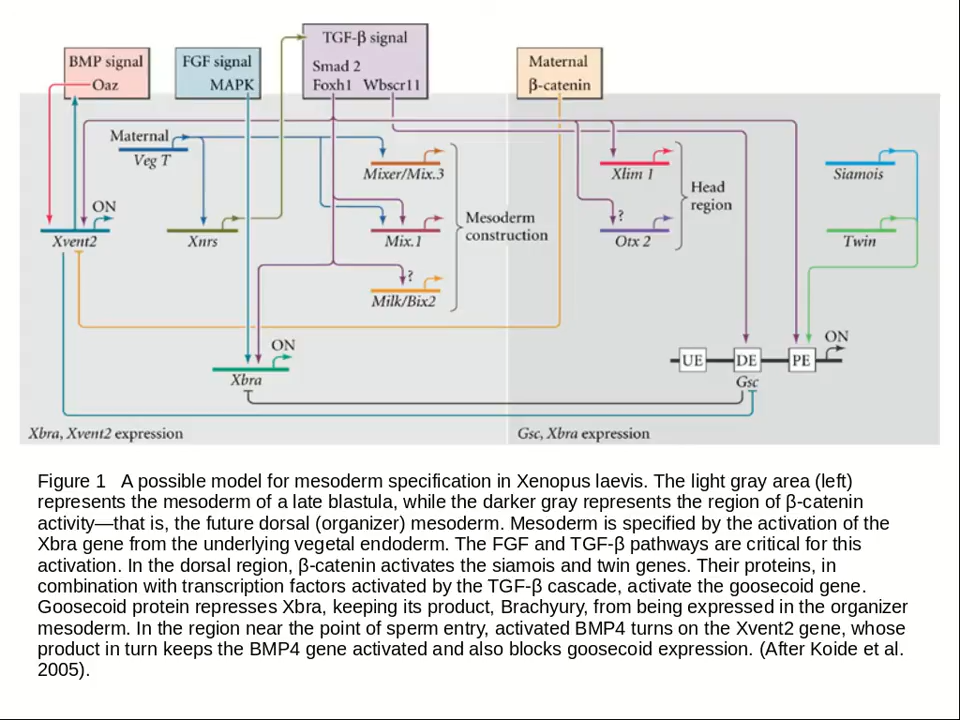 TGF-β signal
BMP signal
FGF signal
Maternal
Smad 2
Oaz
MAPK
Foxh1 Wbscr11
β-catenin
Maternal
Veg T
Mixer/Mix.3
Xlim 1
Siamois
Head
region
ON
?
Mesoderm
construction
Xvent2
Xnrs
Mix.1
Otx 2
Twin
?
Milk/Bix2
ON
ON
UE
DE
PE
Xbra
Gsc
Xbra, Xvent2 expression
Gsc, Xbra expression
Figure 1 A possible model for mesoderm specification in Xenopus laevis. The light gray area (left)
represents the mesoderm of a late blastula, while the darker gray represents the region of β-catenin
activity—that is, the future dorsal (organizer) mesoderm. Mesoderm is specified by the activation of the
Xbra gene from the underlying vegetal endoderm. The FGF and TGF-β pathways are critical for this
activation. In the dorsal region, β-catenin activates the siamois and twin genes. Their proteins, in
combination with transcription factors activated by the TGF-β cascade, activate the goosecoid gene.
Goosecoid protein represses Xbra, keeping its product, Brachyury, from being expressed in the organizer
mesoderm. In the region near the point of sperm entry, activated BMP4 turns on the Xvent2 gene, whose
product in turn keeps the BMP4 gene activated and also blocks goosecoid expression. (After Koide et al.
2005).